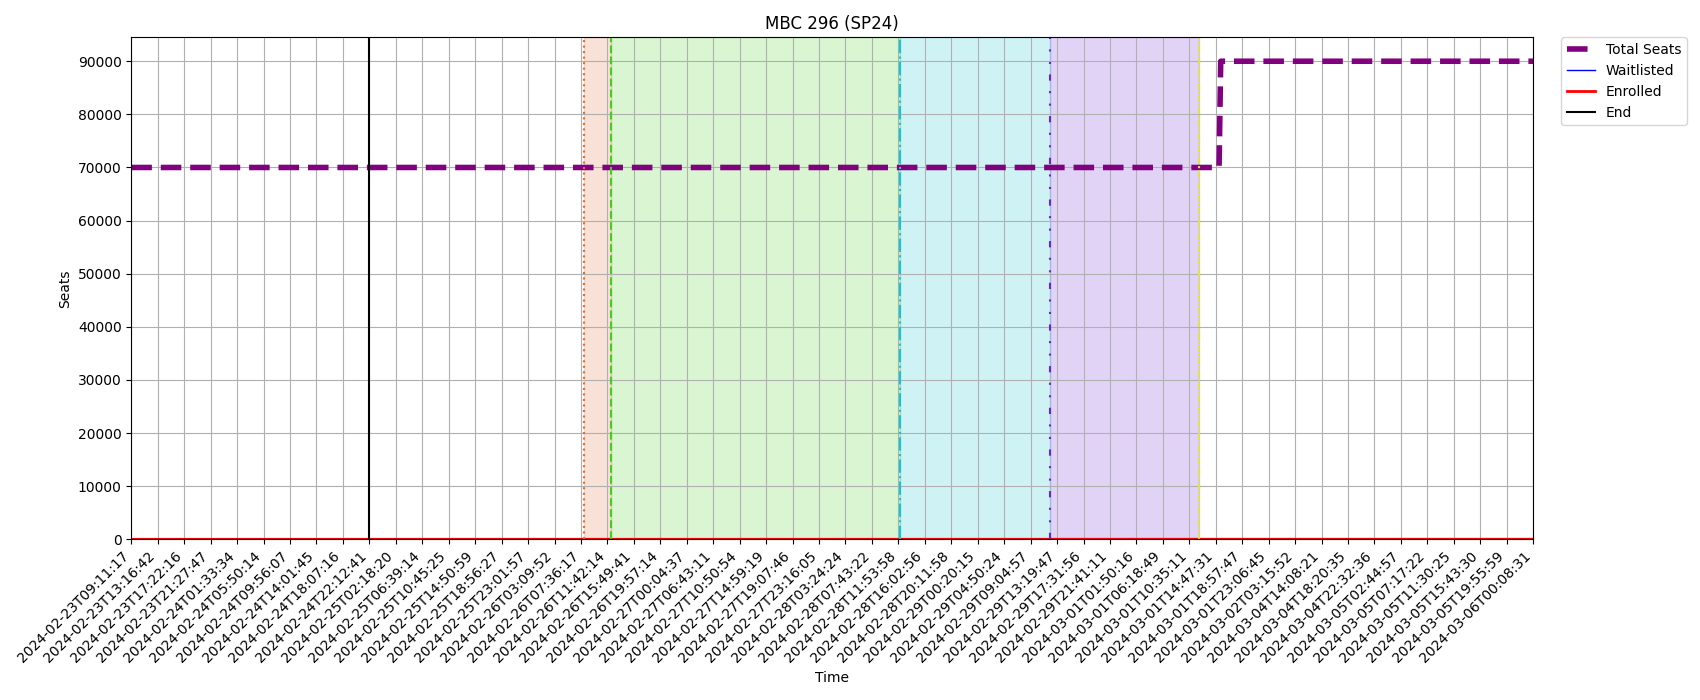 MBC 296 (SP24)
Total Seats
Waitlisted
Enrolled
End
Seats
90000
80000
70000
60000
50000
40000
30000
20000
10000
0
2024-02-23T09:11:17
2024-02-23T13:16:42
2024-02-23T17:22:16
2024-02-23T21:27:47
2024-02-24T01:33:34
2024-02-24T05:50:14
2024-02-24T09:56:07
2024-02-24T14:01:45
2024-02-24T18:07:16
2024-02-24T22:12:41
2024-02-25T02:18:20
2024-02-25T06:39:14
2024-02-25T10:45:25
2024-02-25T14:50:59
2024-02-25T18:56:27
2024-02-25T23:01:57
2024-02-26T03:09:52
2024-02-26T07:36:17
2024-02-26T11:42:14
2024-02-26T15:49:41
2024-02-26T19:57:14
2024-02-27T00:04:37
2024-02-27T06:43:11
2024-02-27T10:50:54
2024-02-27T14:59:19
2024-02-27T19:07:46
2024-02-27T23:16:05
2024-02-28T03:24:24
2024-02-28T07:43:22
2024-02-28T11:53:58
2024-02-28T16:02:56
2024-02-28T20:11:58
2024-02-29T00:20:15
2024-02-29T04:50:24
2024-02-29T09:04:57
2024-02-29T13:19:47
2024-02-29T17:31:56
2024-02-29T21:41:11
2024-03-01T01:50:16
2024-03-01T06:18:49
2024-03-01T10:35:11
2024-03-01T14:47:31
2024-03-01T18:57:47
2024-03-01T23:06:45
2024-03-02T03:15:52
2024-03-04T14:08:21
2024-03-04T18:20:35
2024-03-04T22:32:36
2024-03-05T02:44:57
2024-03-05T07:17:22
2024-03-05T11:30:25
2024-03-05T15:43:30
2024-03-05T19:55:59
2024-03-06T00:08:31
Time